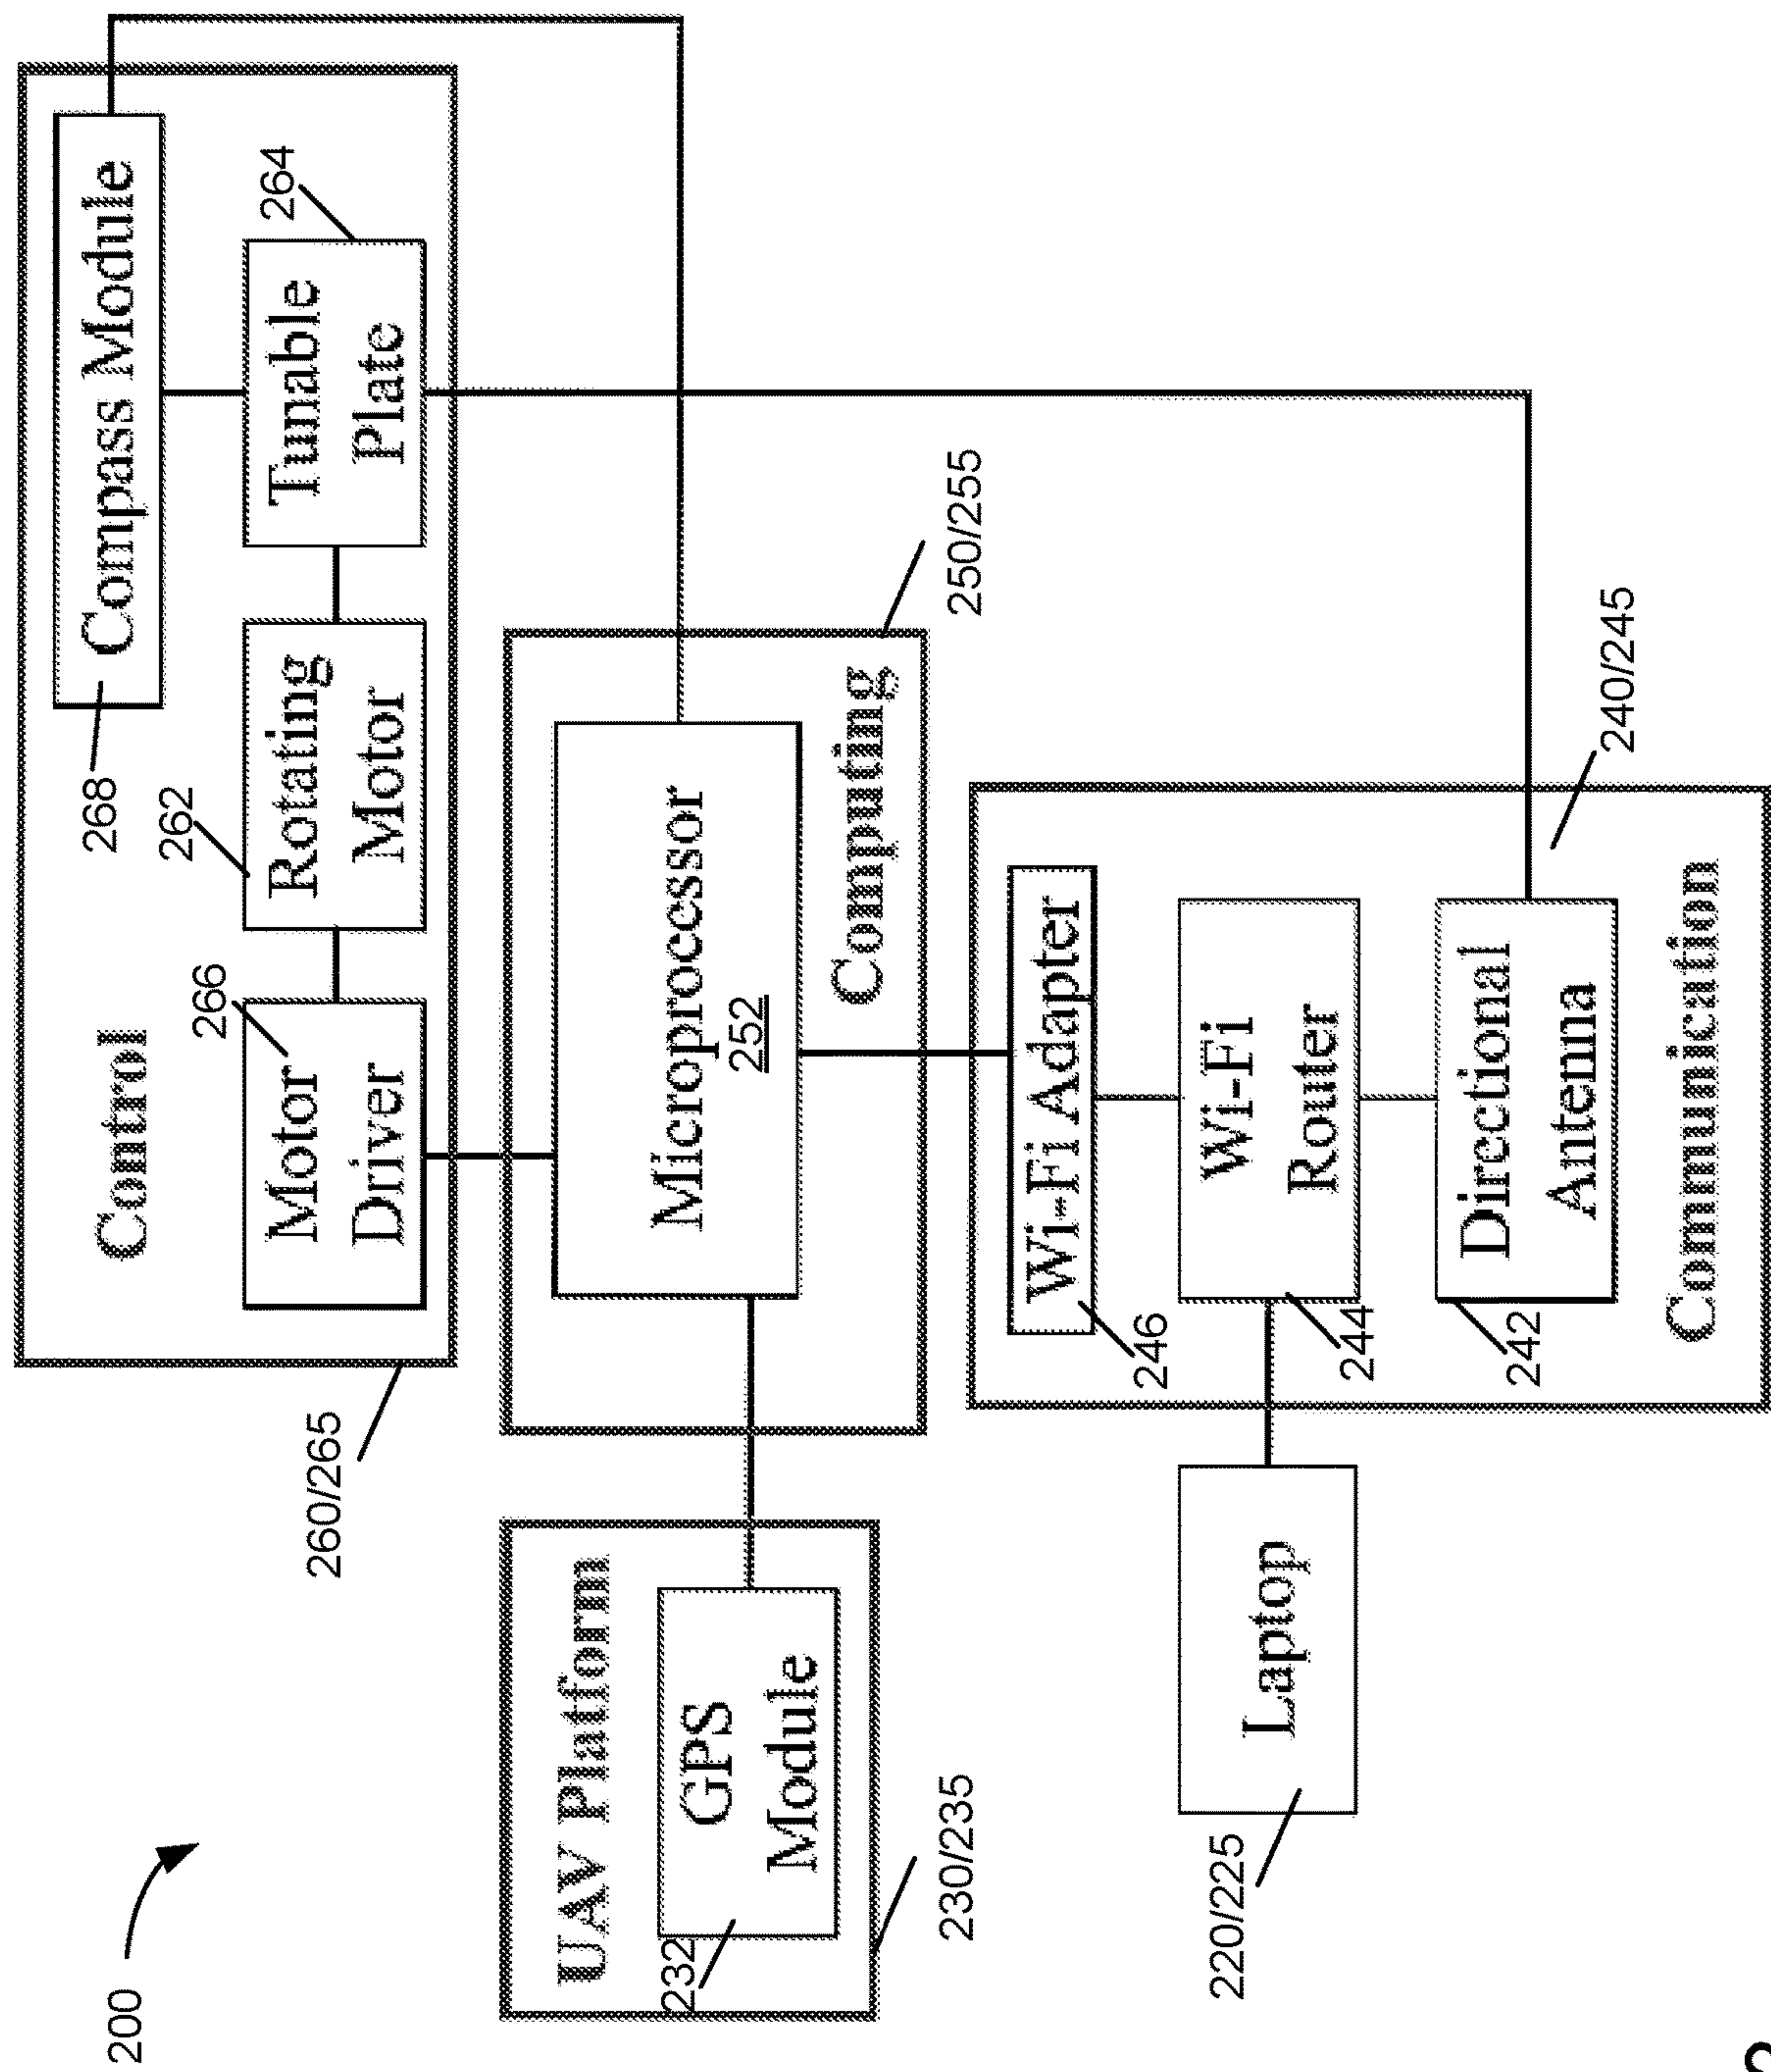 200
Control
268
Compass Module
262
266
264
Motor
Driver
Rotating
Motor
Tunable
Plate
260/265
UAV Platform
232
GPS
Module
230/235
Microprocessor
252
Computing
250/255
Wi-Fi Adapter
246
220/225
Laptop
Wi-Fi
Router
244
Directional
Antenna
242
240/245
Communication